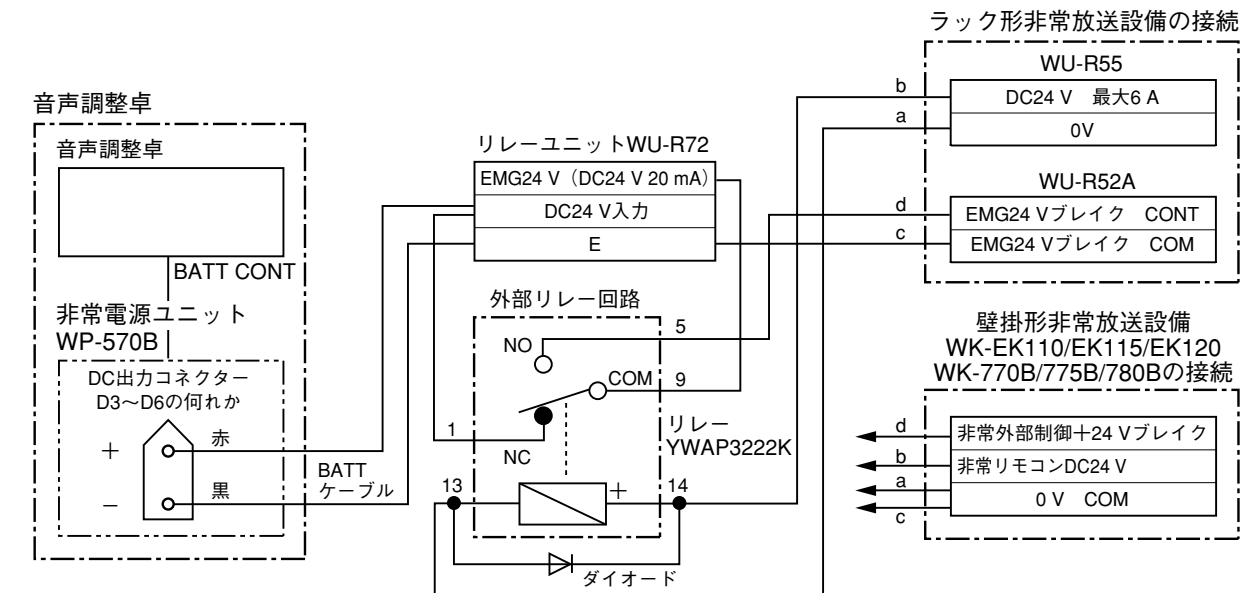 ラック形非常放送設備の接続
WU-R55
b
DC24 V 最大6 A
a
0V
WU-R52A
d
EMG24 Vブレイク CONT
c
EMG24 Vブレイク COM
音声調整卓
音声調整卓
BATT CONT
非常電源ユニット
WP-570B
DC出力コネクター
D3〜D6の何れか
+
赤
−
黒
BATT
ケーブル
リレーユニットWU-R72
EMG24 V（DC24 V 20 mA）
DC24 V入力
E
外部リレー回路
5
NO
COM
9
1
NC
リレー
YWAP3222K
13
+
14
ダイオード
壁掛形非常放送設備
WK-EK110/EK115/EK120
WK-770B/775B/780Bの接続
d
非常外部制御＋24 Vブレイク
b
非常リモコンDC24 V
a
0 V COM
c